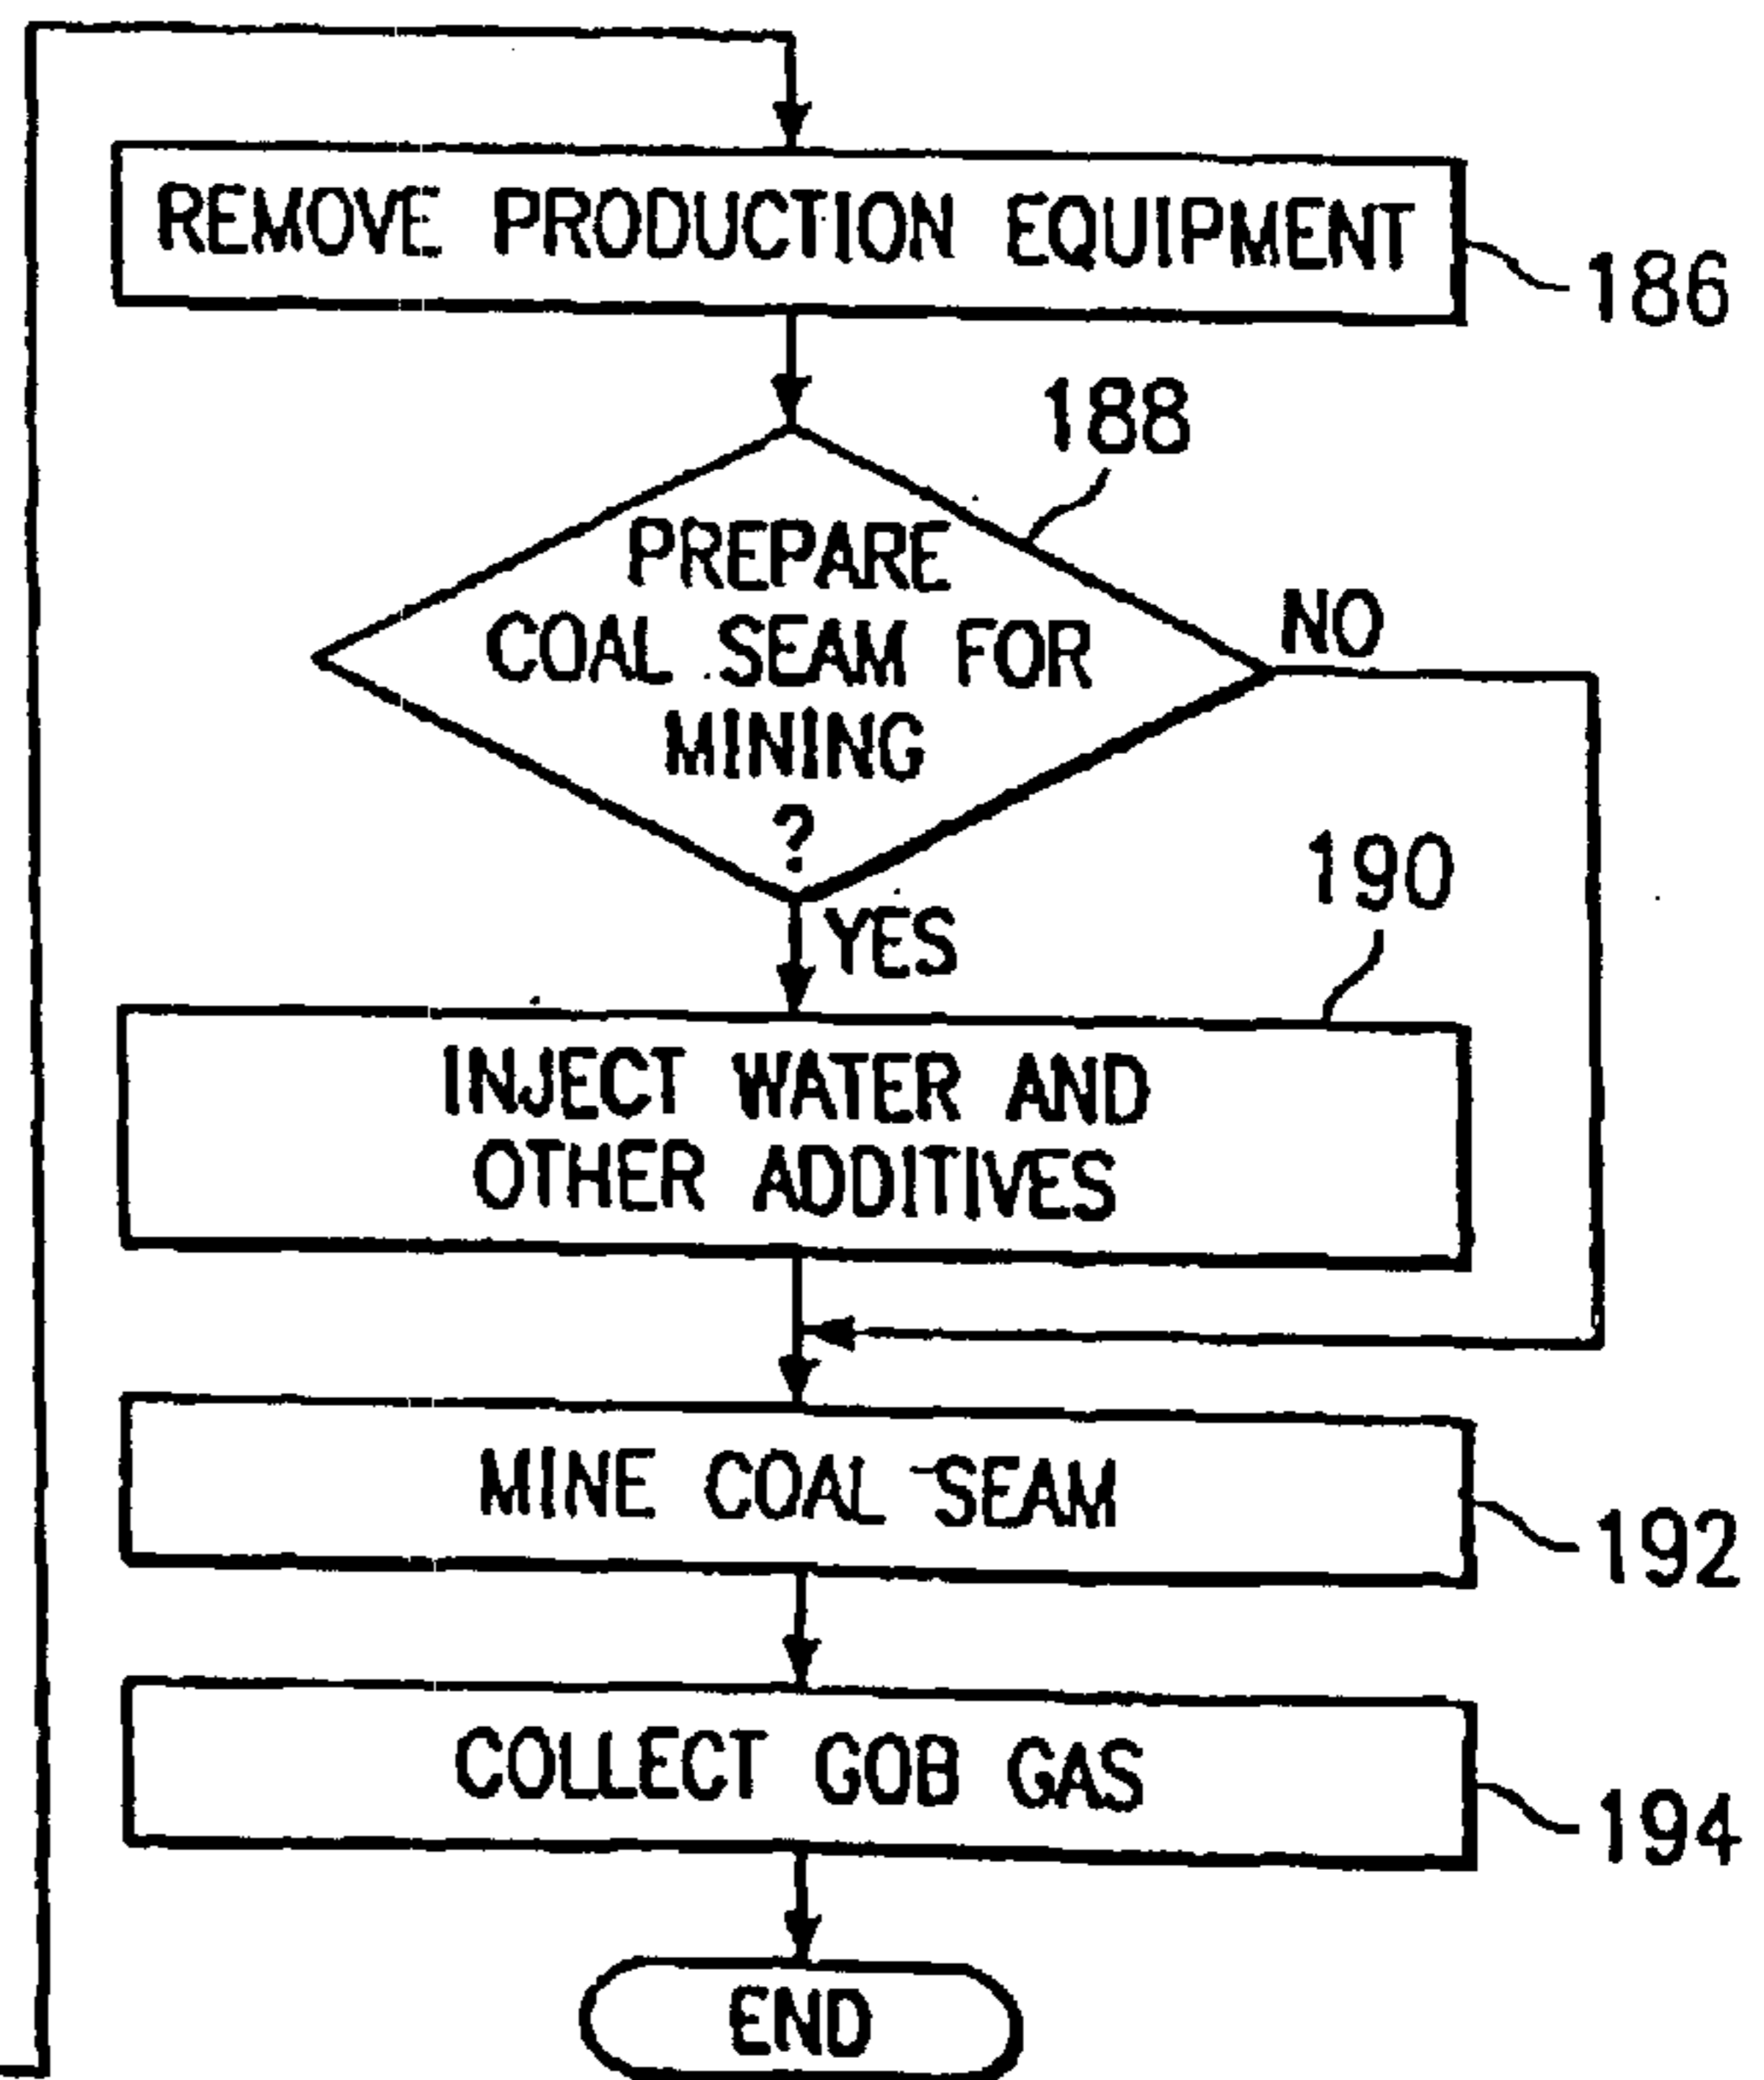 REMOVE PRODUCTION EQUIPMENT
186
188
PREPARE
COAL SEAM FOR
MINING
?
NO
YES
190
INJECT WATER AND
OTHER ADDITIVES
MINE COAL SEAM
192
COLLECT GOB GAS
194
END